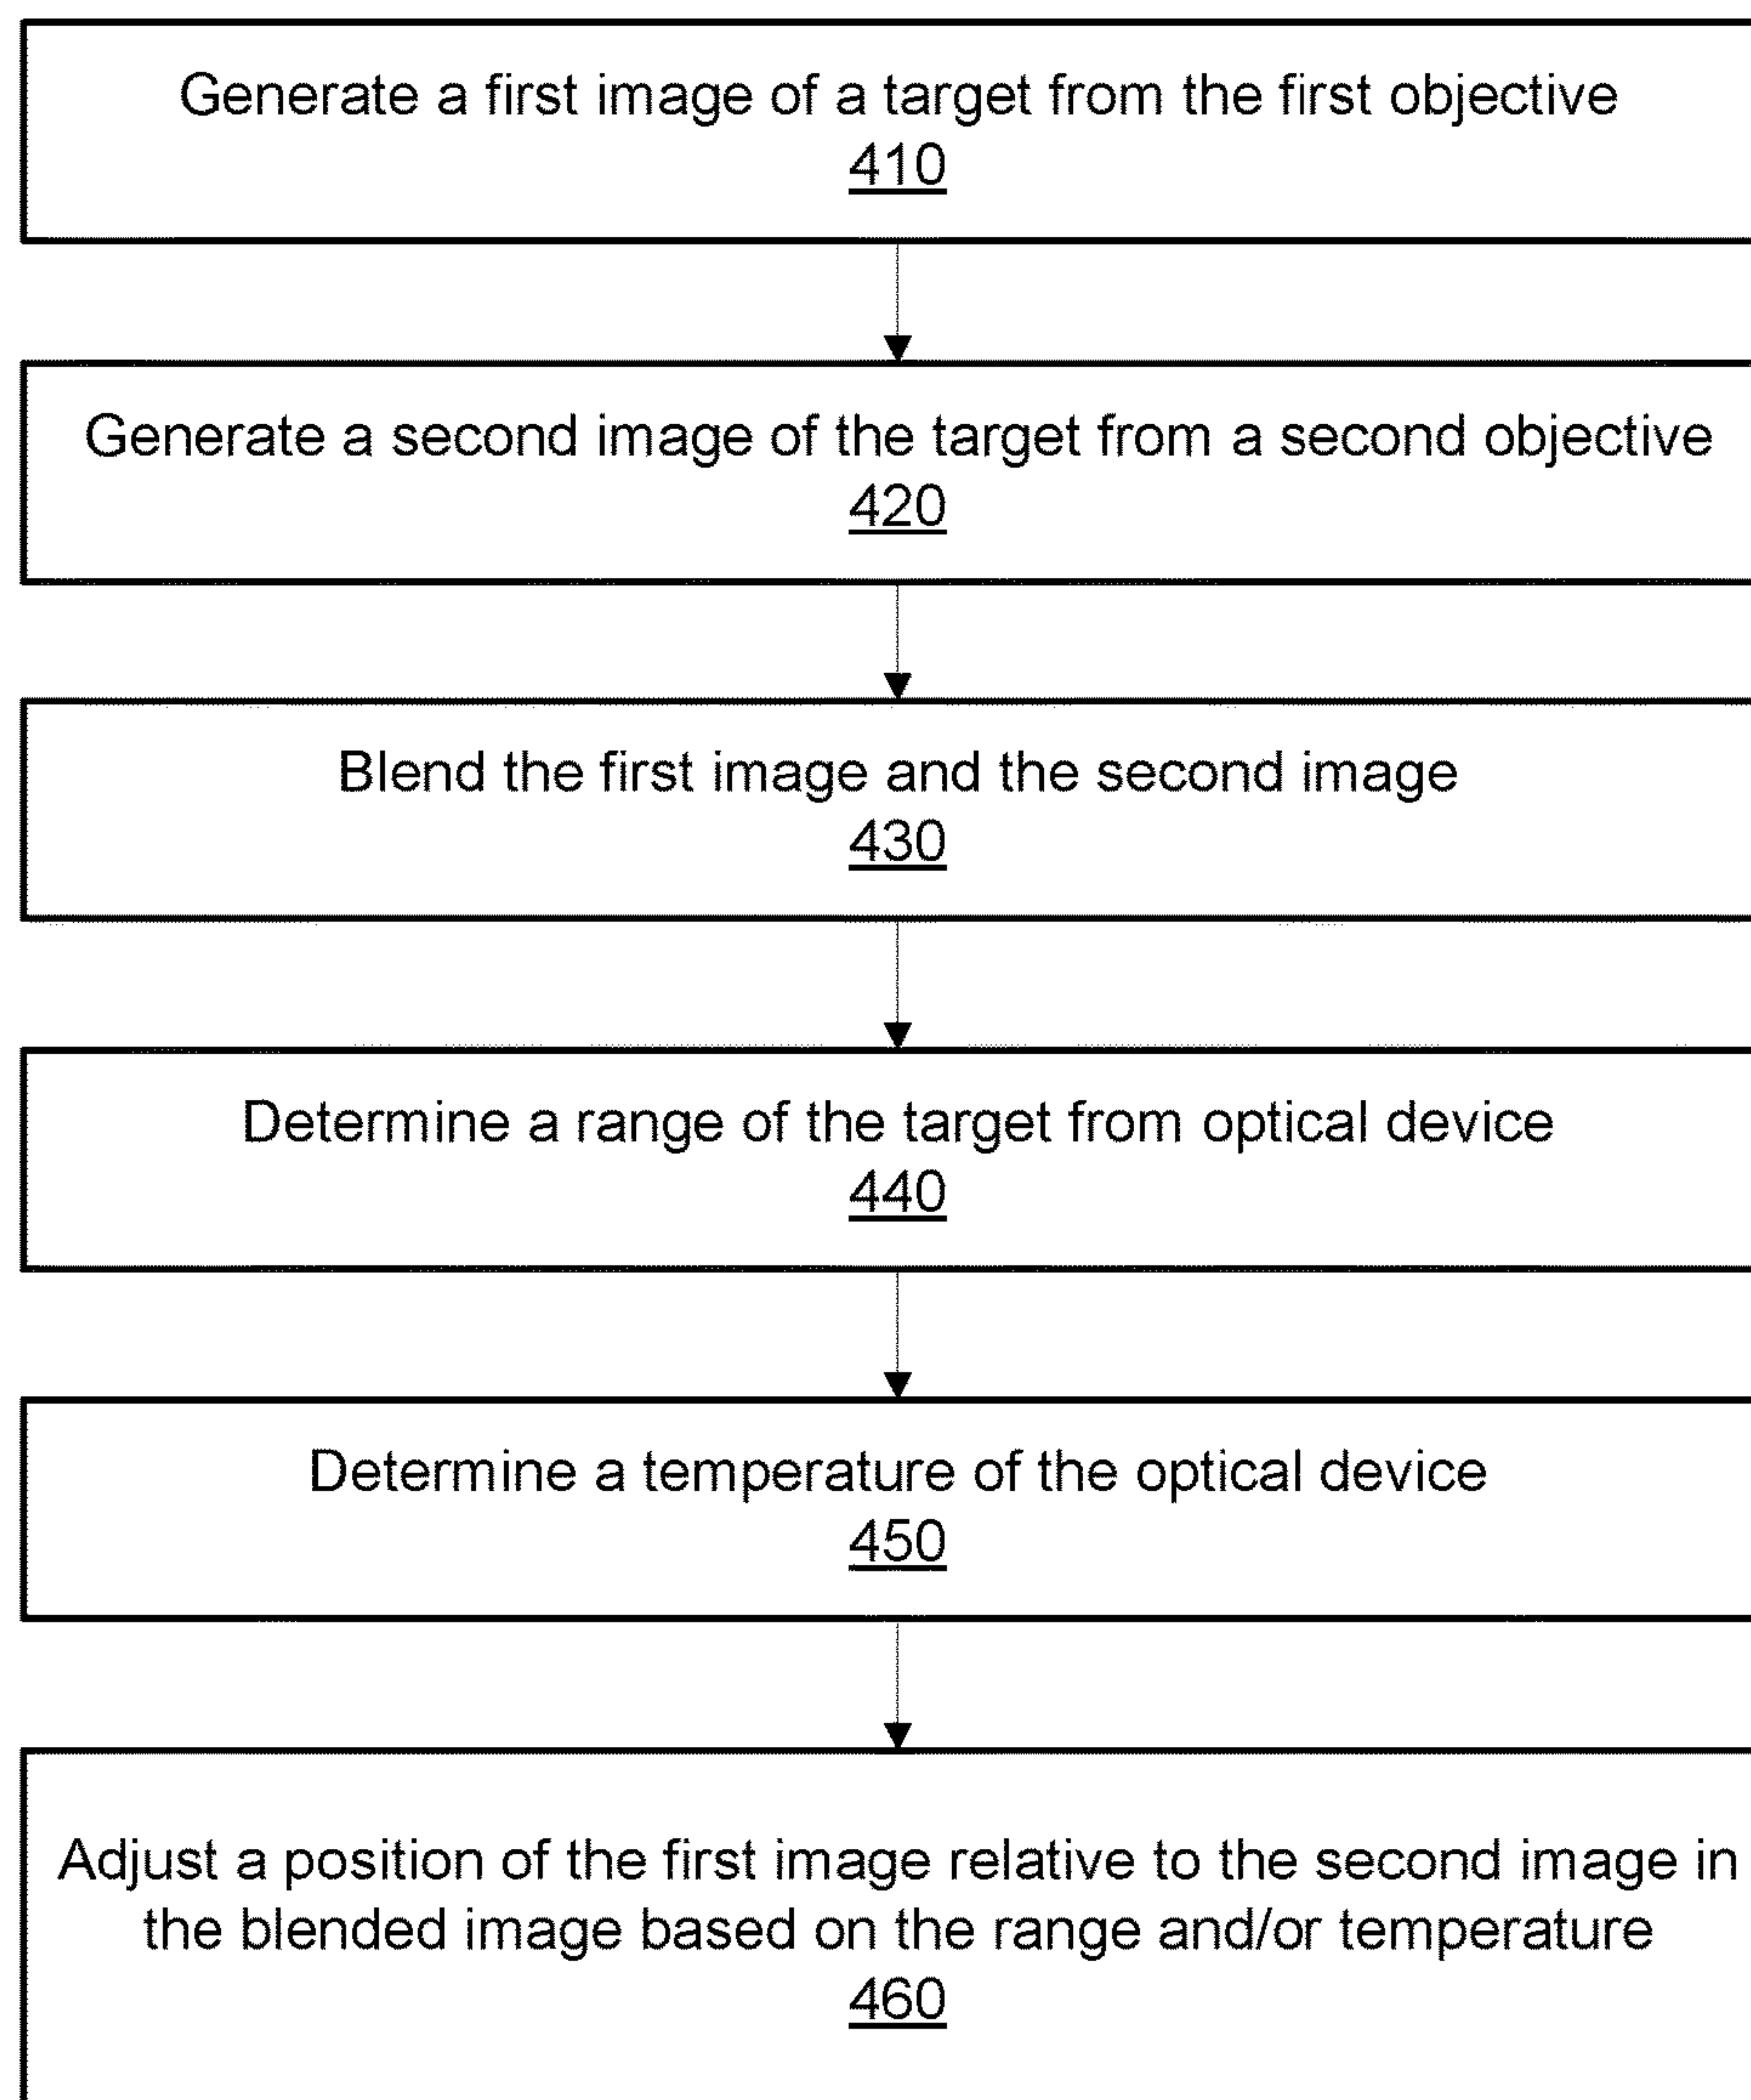 Generate a first image of a target from the first objective
410
Generate a second image of the target from a second objective
420
Blend the first image and the second image
430
Determine a range of the target from optical device
440
Determine a temperature of the optical device
450
Adjust a position of the first image relative to the second image in
the blended image based on the range and/or temperature
460